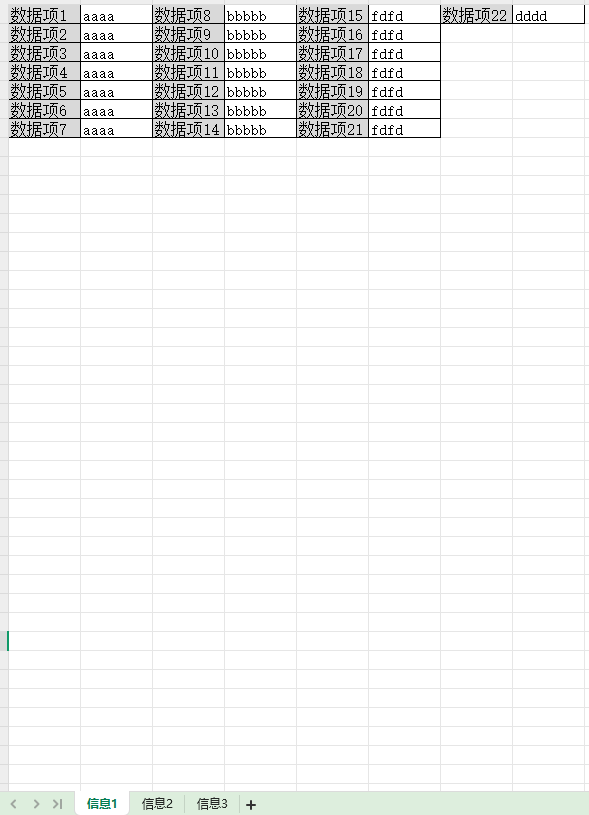 数据项1 aaaa 数据项8 bbbbb 数据项15 fdfd 数据项22 dddd
数据项2 aaaa 数据项9 bbbbb 数据项16 fdfd
数据项3 aaaa 数据项10 bbbbb 数据项17 fdfd
数据项4 aaaa 数据项11 bbbbb 数据项18 fdfd
数据项5 aaaa 数据项12 bbbbb 数据项19 fdfd
数据项6 aaaa 数据项13 bbbbb 数据项20 fdfd
数据项7 aaaa 数据项14 bbbbb 数据项21 fdfd
信息1 信息2 信息3 +